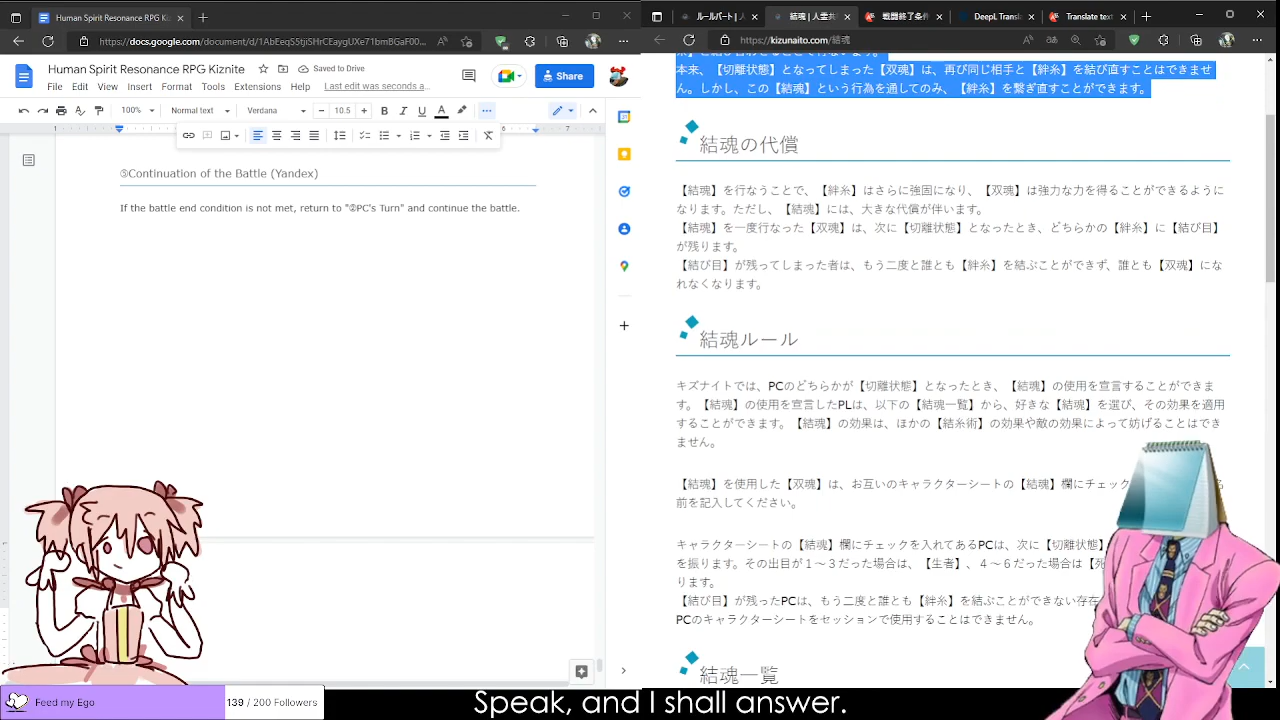 Human Spirit Resonance RPG
Human Spirit Resonance RPG Kiznite
Saved to Drive
File Edit View Insert Format Tools Extensions Help
Last edit was seconds a...
Share
https://docs.google.com/document/d/1AbEeqS5tjiSHrCEaygUXe71bmBGaF00...
100%
Normal text
Verdana
10.5
③Continuation of the Battle (Yandex)
If the battle end condition is not met, return to "②PC's Turn" and continue the battle.
ルールパート | 人
結魂 | 人霊共
戦闘終了条件
DeepL Transl
Translate text
https://kizunaito.com/結魂
本来、【切離状態】となってしまった【双魂】は、再び同じ相手と【絆糸】を結び直すことはできませ
ん。しかし、この【結魂】という行為を通してのみ、【絆糸】を繋ぎ直すことができます。
結魂の代償
【結魂】を行なうことで、【絆糸】はさらに強固になり、【双魂】は強力な力を得ることができるように
なります。ただし、【結魂】には、大きな代償が伴います。
【結魂】を一度行なった【双魂】は、次に【切離状態】となったとき、どちらかの【絆糸】に【結び目】
が残ります。
【結び目】が残ってしまった者は、もう二度と誰とも【絆糸】を結ぶことができず、誰とも【双魂】にな
れなくなります。
結魂ルール
キズナイトでは、PCのどちらかが【切離状態】となったとき、【結魂】の使用を宣言することができま
す。【結魂】の使用を宣言したPLは、以下の【結魂一覧】から、好きな【結魂】を選び、その効果を適用
することができます。【結魂】の効果は、ほかの【結糸術】の効果や敵の効果によって妨げることはでき
ません。
【結魂】を使用した【双魂】は、お互いのキャラクターシートの【結魂】欄にチェック
前を記入してください。
キャラクターシートの【結魂】欄にチェックを入れてあるPCは、次に【切離状態】
を振ります。その出目が１～３だった場合は、【生者】、４～６だった場合は【死
ります。
【結び目】が残ったPCは、もう二度と誰とも【絆糸】を結ぶことができない存在
PCのキャラクターシートをセッションで使用することはできません。
結魂一覧
Feed my Ego
139 / 200 Followers
Speak, and I shall answer.